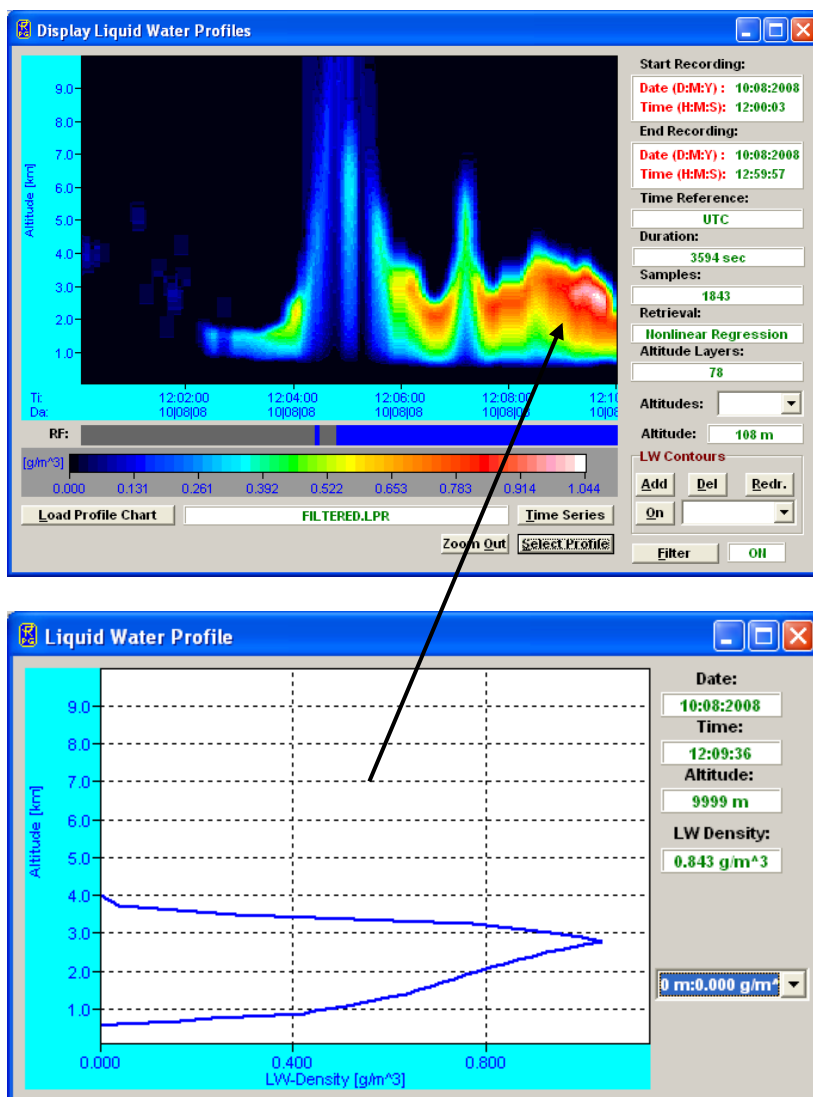 Display Liquid Water Profiles
Start Recording:
Date (D:M:Y) : 10:08:2008
Time (H:M:S): 12:00:03
End Recording:
Date (D:M:Y) : 10:08:2008
Time (H:M:S): 12:59:57
Time Reference:
UTC
Duration:
3594 sec
Samples:
1843
Retrieval:
Nonlinear Regression
Altitude Layers:
78
Altitudes:
Altitude: 108 m
LW Contours
Add Del Redr.
On
Filter ON
Altitude [km]
9.0
8.0
7.0
6.0
5.0
4.0
3.0
2.0
1.0
Ti: 12:02:00 12:04:00 12:06:00 12:08:00 12:10
Da: 10|08|08 10|08|08 10|08|08 10|08|08 10|08
RF:
[g/m^3]
0.000 0.131 0.261 0.392 0.522 0.653 0.783 0.914 1.044
Load Profile Chart FILTERED.LPR Time Series
Zoom Out Select Profile
Liquid Water Profile
Altitude [km]
9.0
8.0
7.0
6.0
5.0
4.0
3.0
2.0
1.0
0.000 0.400 0.800
LW-Density [g/m^3]
Date:
10:08:2008
Time:
12:09:36
Altitude:
9999 m
LW Density:
0.843 g/m^3
0 m:0.000 g/m^